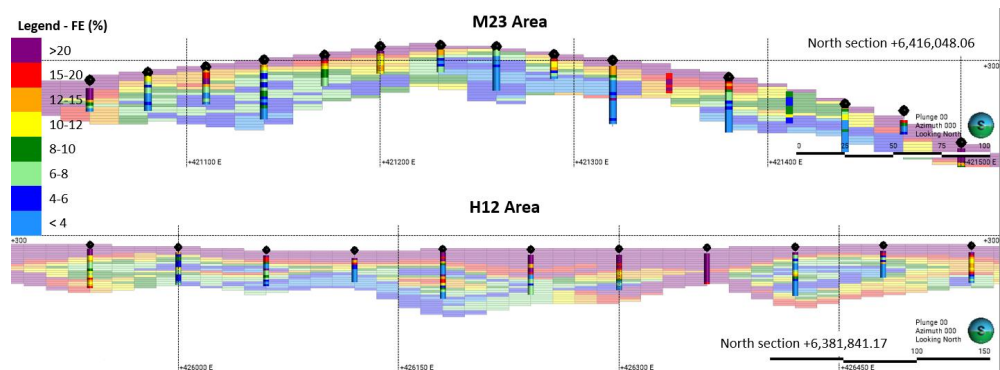 M23 Area
Legend - FE (%)
>20
15-20
12-15
10-12
8-10
6-8
4-6
< 4
North section +6,416,048.06
+300
Plunge 00
Azimuth 000
Looking North
0 25 50 75 100
+421100 E
+421200 E
+421300 E
+421400 E
+421500 E
H12 Area
+300
+300
Plunge 00
Azimuth 000
Looking North
North section +6,381,841.17
100 150
+426000 E
+426150 E
+426300 E
+426450 E